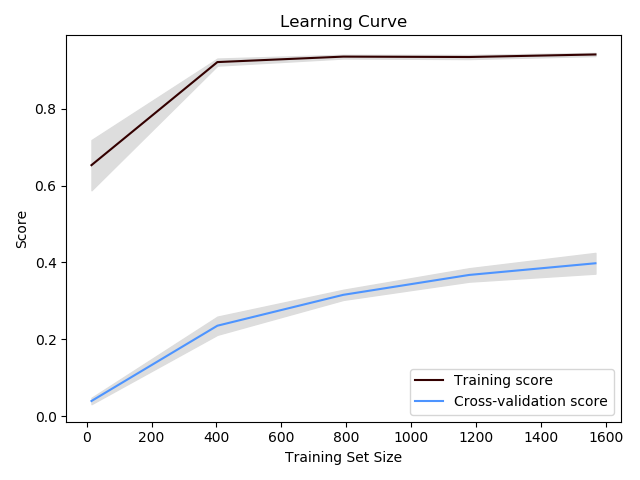 Learning Curve
Score
0.8
0.6
0.4
0.2
0.0
Training score
Cross-validation score
0 200 400 600 800 1000 1200 1400 1600
Training Set Size